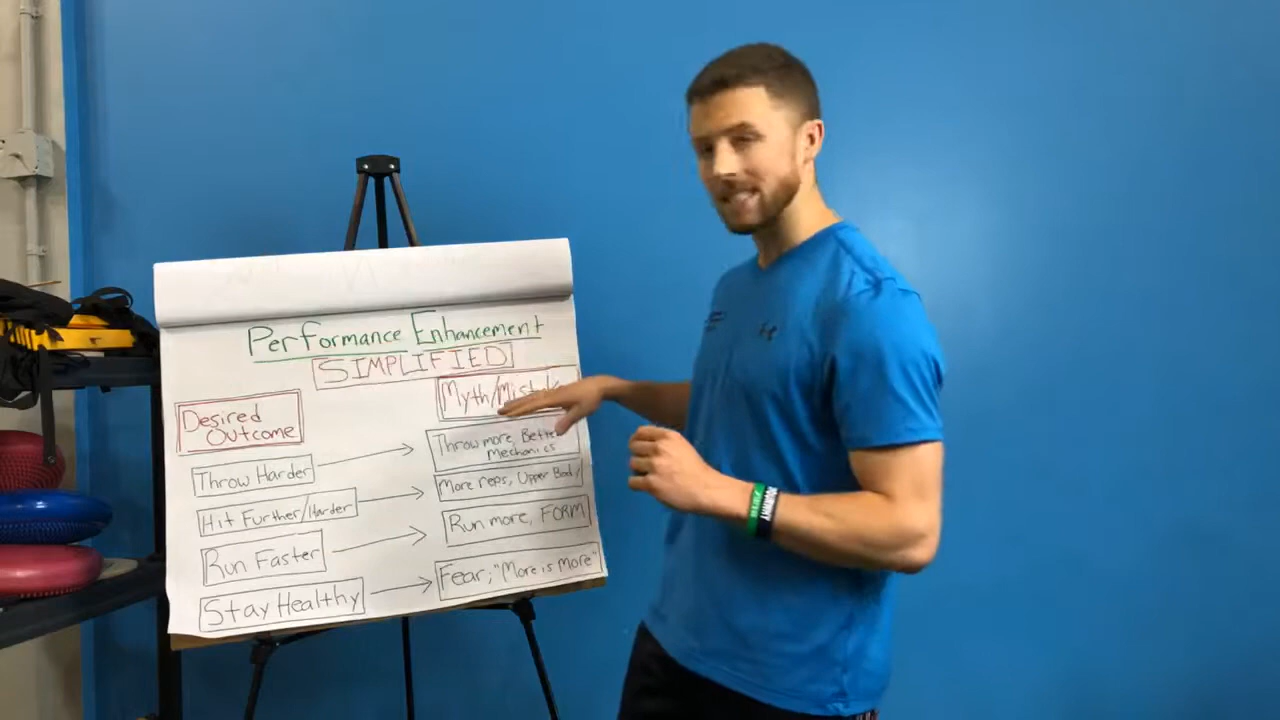 Performance Enhancement
SIMPLIFIED
Desired
Outcome
Myth/
Throw Harder
Throw more, Better
Mechanics
Hit Further/Harder
More reps, Upper Body
Run Faster
Run more, FORM
Stay Healthy
Fear; "More is more"